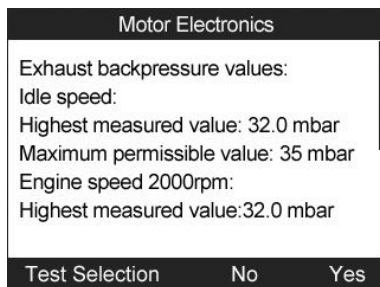 Motor Electronics
Exhaust backpressure values:
Idle speed:
Highest measured value: 32.0 mbar
Maximum permissible value: 35 mbar
Engine speed 2000rpm:
Highest measured value:32.0 mbar
Test Selection No Yes